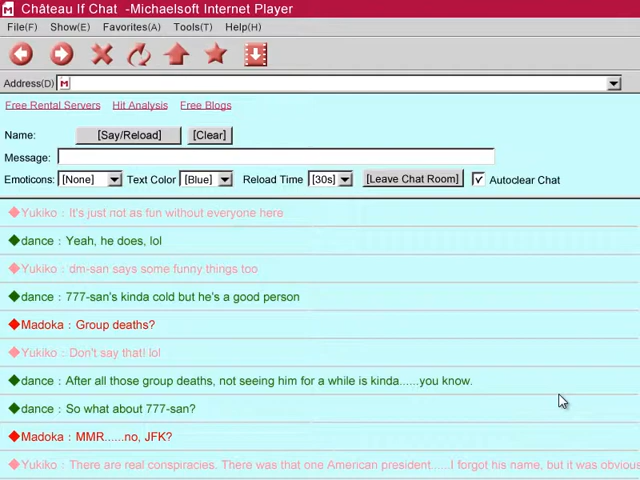 Château If Chat -Michaelsoft Internet Player
File(F) Show(E) Favorites(A) Tools(T) Help(H)
Address(D)
Free Rental Servers Hit Analysis Free Blogs
Name: [Say/Reload] [Clear]
Message:
Emoticons: [None] Text Color [Blue] Reload Time [30s] [Leave Chat Room] Autoclear Chat
◆Yukiko : It's just not as fun without everyone here
◆dance : Yeah, he does, lol
◆Yukiko : dm-san says some funny things too
◆dance : 777-san's kinda cold but he's a good person
◆Madoka : Group deaths?
◆Yukiko : Don't say that! lol
◆dance : After all those group deaths, not seeing him for a while is kinda......you know.
◆dance : So what about 777-san?
◆Madoka : MMR......no, JFK?
◆Yukiko : There are real conspiracies. There was that one American president......I forgot his name, but it was obvious